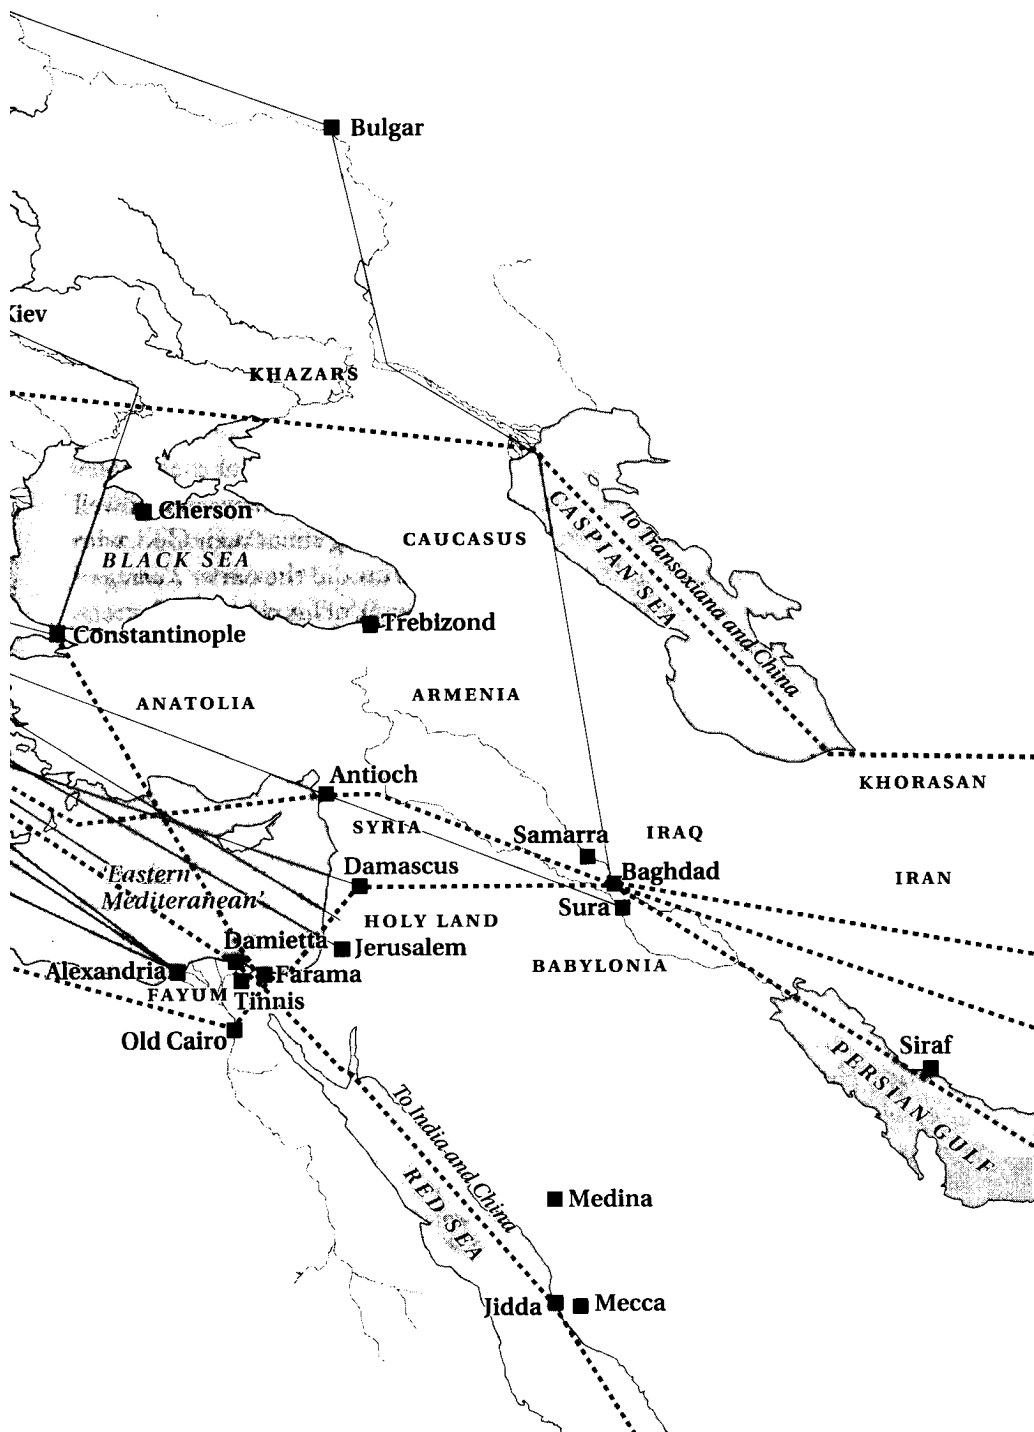 Bulgar
Kiev
KHAZARS
Cherson
CAUCASUS
CASPIAN SEA
To Transoxiana and China
BLACK SEA
Constantinople
Trebizond
ANATOLIA
ARMENIA
Antioch
KHORASAN
SYRIA
Samarra
IRAQ
Damascus
Baghdad
IRAN
'Eastern
Mediteranean'
HOLY LAND
Sura
Damietta
Jerusalem
BABYLONIA
Alexandria
Farama
FAYUM
Tinnis
Old Cairo
Siraf
PERSIAN GULF
To India and China
RED SEA
Medina
Jidda
Mecca